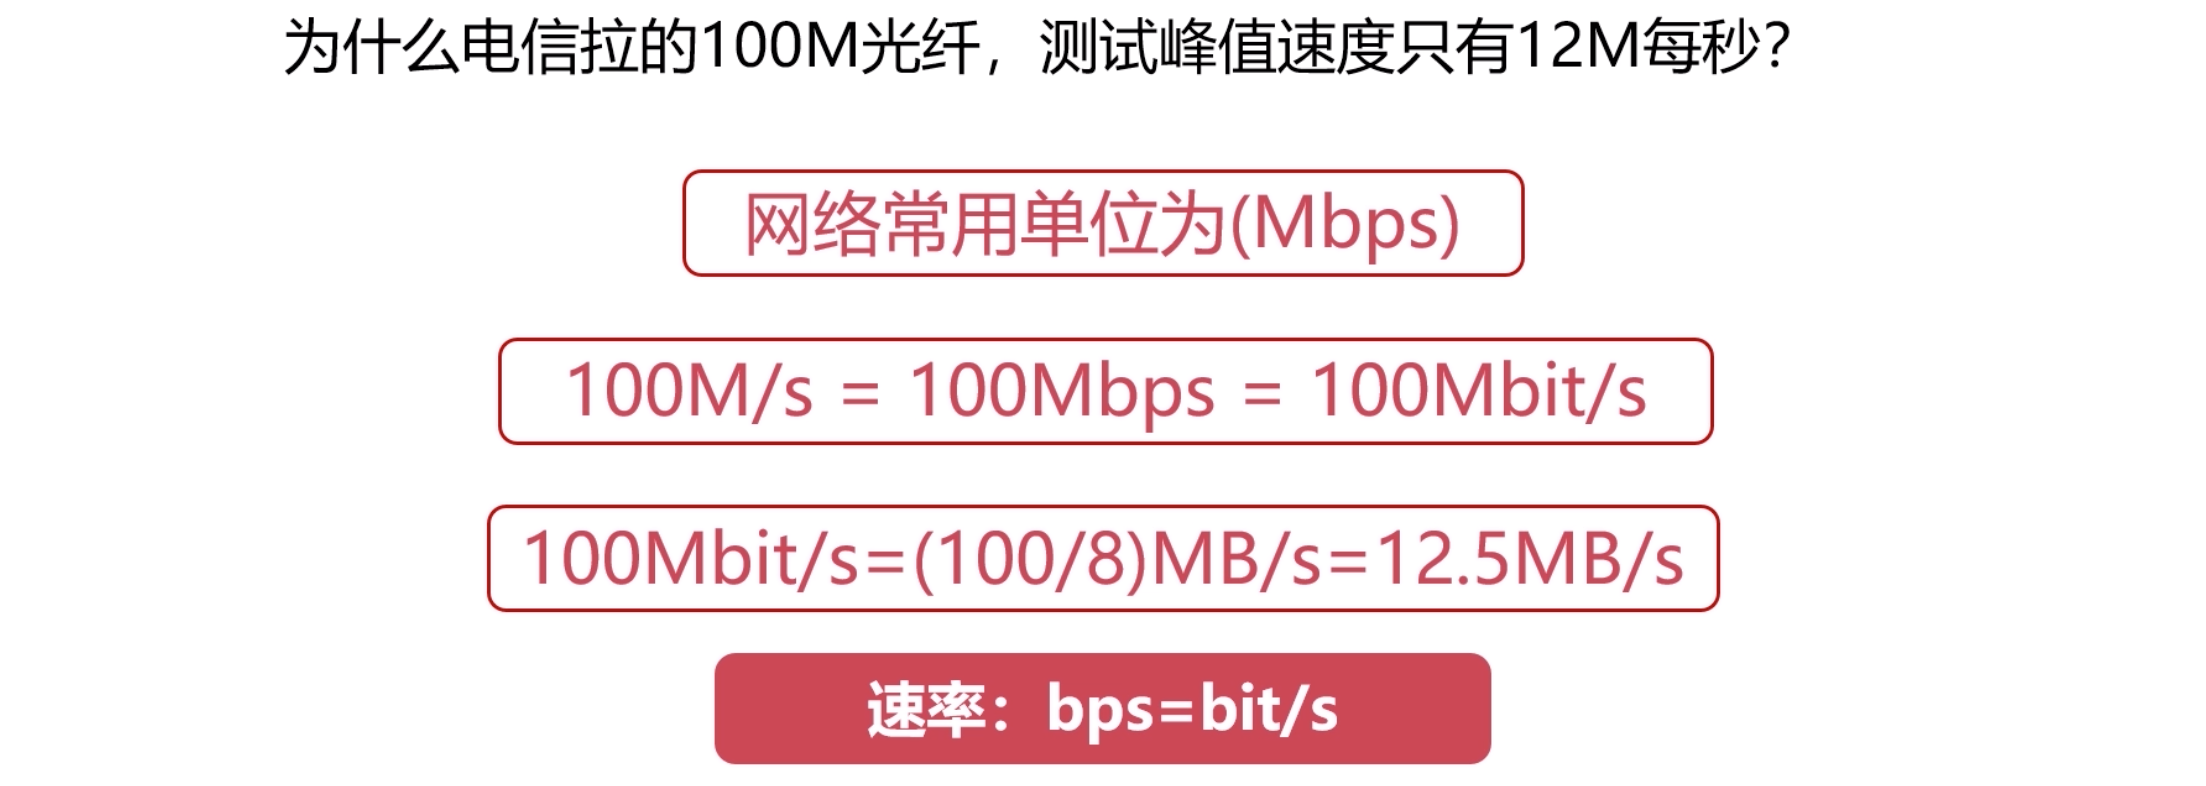 为什么电信拉的100M光纤，测试峰值速度只有12M每秒？
网络常用单位为(Mbps)
100M/s = 100Mbps = 100Mbit/s
100Mbit/s=(100/8)MB/s=12.5MB/s
速率：bps=bit/s